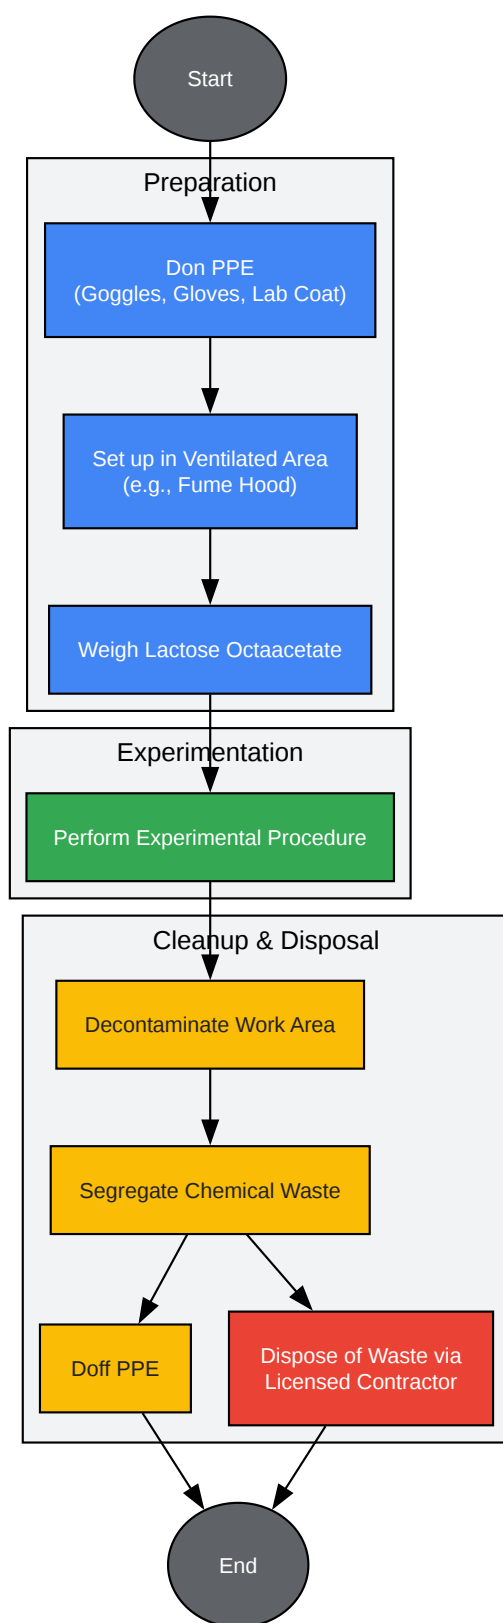 Start
Preparation
Don PPE
(Goggles, Gloves, Lab Coat)
Set up in Ventilated Area
(e.g., Fume Hood)
Weigh Lactose Octaacetate
Experimentation
Perform Experimental Procedure
Cleanup & Disposal
Decontaminate Work Area
Segregate Chemical Waste
Doff PPE
Dispose of Waste via
Licensed Contractor
End